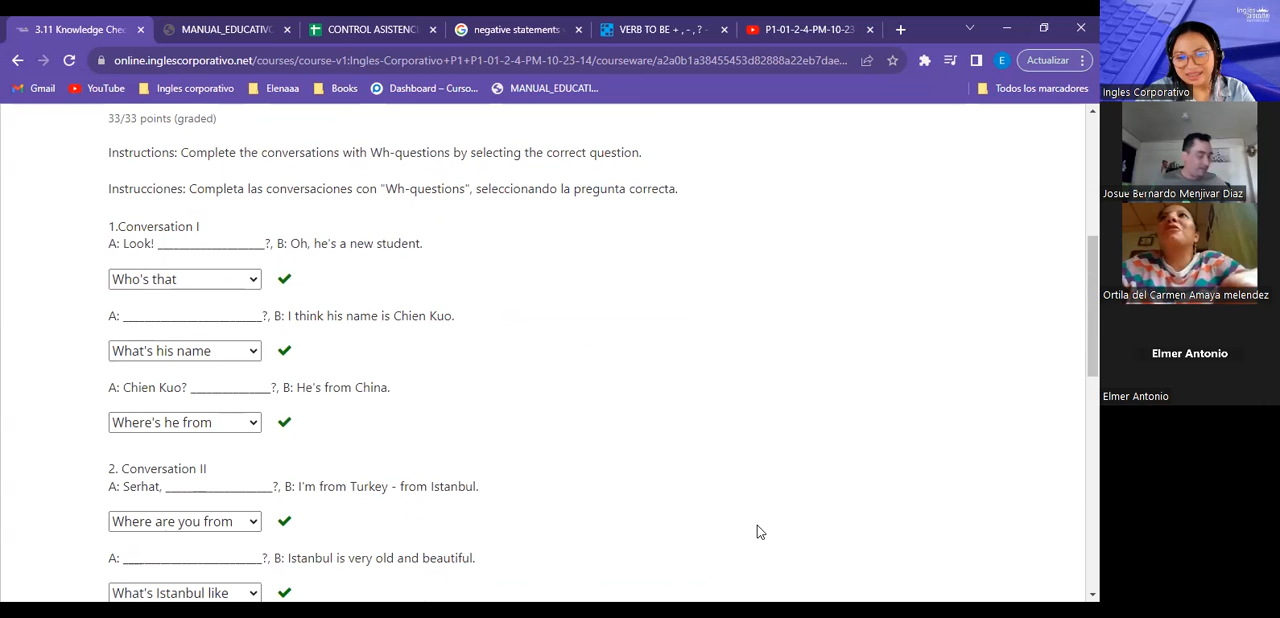 3.11 Knowledge Chec
MANUAL_EDUCATIV
CONTROL ASISTENCI
negative statements
VERB TO BE + , - , ? -
P1-01-2-4-PM-10-23
online.inglescorporativo.net/courses/course-v1:Ingles-Corporativo+P1+P1-01-2-4-PM-10-23-14/courseware/a2a0b1a38455453d82888a22eb7dae...
E
Actualizar
Gmail
YouTube
Ingles corporativo
Elenaaa
Books
Dashboard – Curso...
MANUAL_EDUCATI...
Todos los marcadores
33/33 points (graded)
Instructions: Complete the conversations with Wh-questions by selecting the correct question.
Instrucciones: Completa las conversaciones con "Wh-questions", seleccionando la pregunta correcta.
1.Conversation I
A: Look! ____________________?, B: Oh, he's a new student.
Who's that
A: __________________________?, B: I think his name is Chien Kuo.
What's his name
A: Chien Kuo? _______________?, B: He's from China.
Where's he from
2. Conversation II
A: Serhat, ____________________?, B: I'm from Turkey - from Istanbul.
Where are you from
A: __________________________?, B: Istanbul is very old and beautiful.
What's Istanbul like
Ingles Corporativo
Josue Bernardo Menjivar Diaz
Ortila del Carmen Amaya melendez
Elmer Antonio
Elmer Antonio